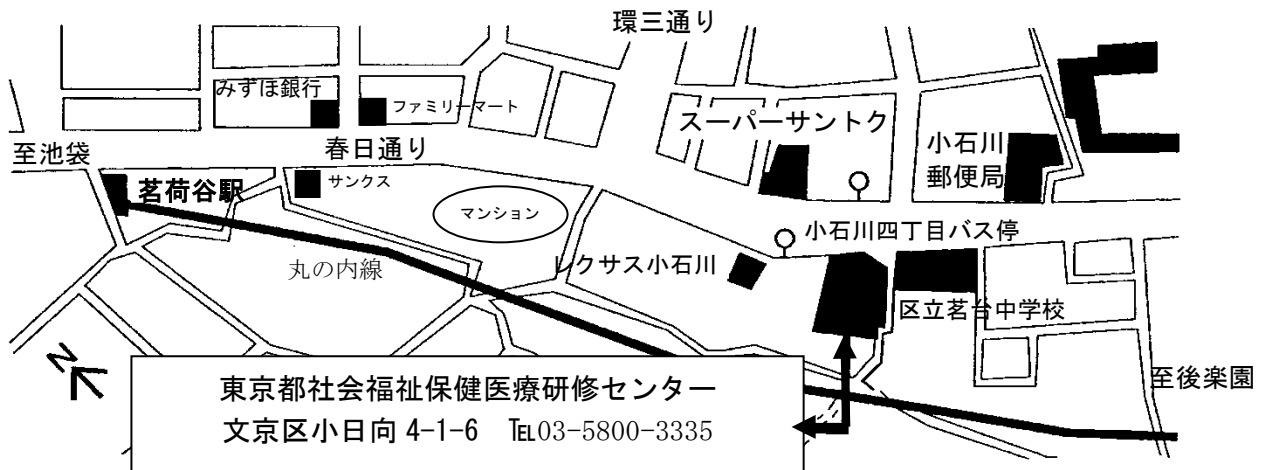 環三通り
みずほ銀行
ファミリーマート
スーパーサントク
小石川
郵便局
至池袋
春日通り
茗荷谷駅
サンクス
マンション
小石川四丁目バス停
レクサス小石川
丸の内線
区立茗台中学校
N
東京都社会福祉保健医療研修センター
文京区小日向 4-1-6 ℡03-5800-3335
至後楽園